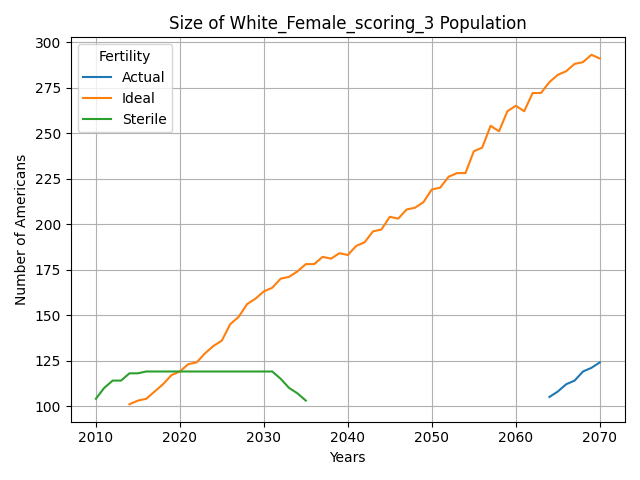 Size of White_Female_scoring_3 Population
Fertility
Actual
Ideal
Sterile
Number of Americans
300
275
250
225
200
175
150
125
100
2010 2020 2030 2040 2050 2060 2070
Years